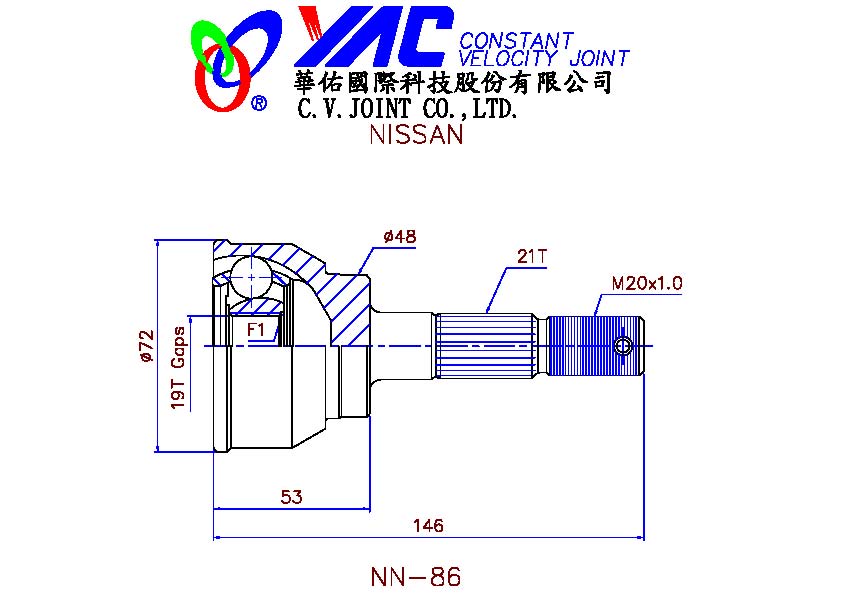 YAC CONSTANT
VELOCITY JOINT
®
華佑國際科技股份有限公司
C.V.JOINT CO.,LTD.
NISSAN
ø48
21T
M20x1.0
F1
ø72
19T Gaps
53
146
NN-86